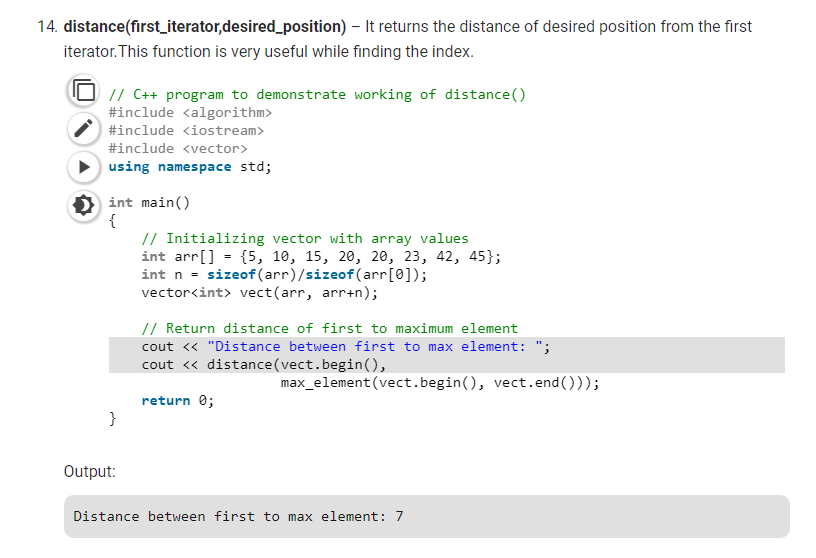 14. distance(first_iterator,desired_position) – It returns the distance of desired position from the first
iterator.This function is very useful while finding the index.
// C++ program to demonstrate working of distance()
#include <algorithm>
#include <iostream>
#include <vector>
using namespace std;
int main()
{
    // Initializing vector with array values
    int arr[] = {5, 10, 15, 20, 20, 23, 42, 45};
    int n = sizeof(arr)/sizeof(arr[0]);
    vector<int> vect(arr, arr+n);
    // Return distance of first to maximum element
    cout << "Distance between first to max element: ";
    cout << distance(vect.begin(),
                     max_element(vect.begin(), vect.end()));
    return 0;
}
Output:
Distance between first to max element: 7